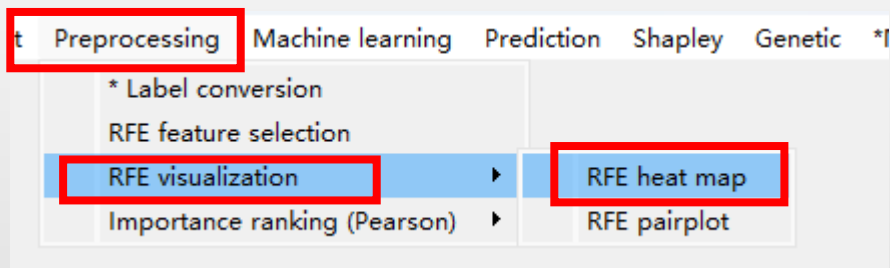 t Preprocessing Machine learning Prediction Shapley Genetic
* Label conversion
RFE feature selection
RFE visualization RFE heat map
Importance ranking (Pearson) RFE pairplot